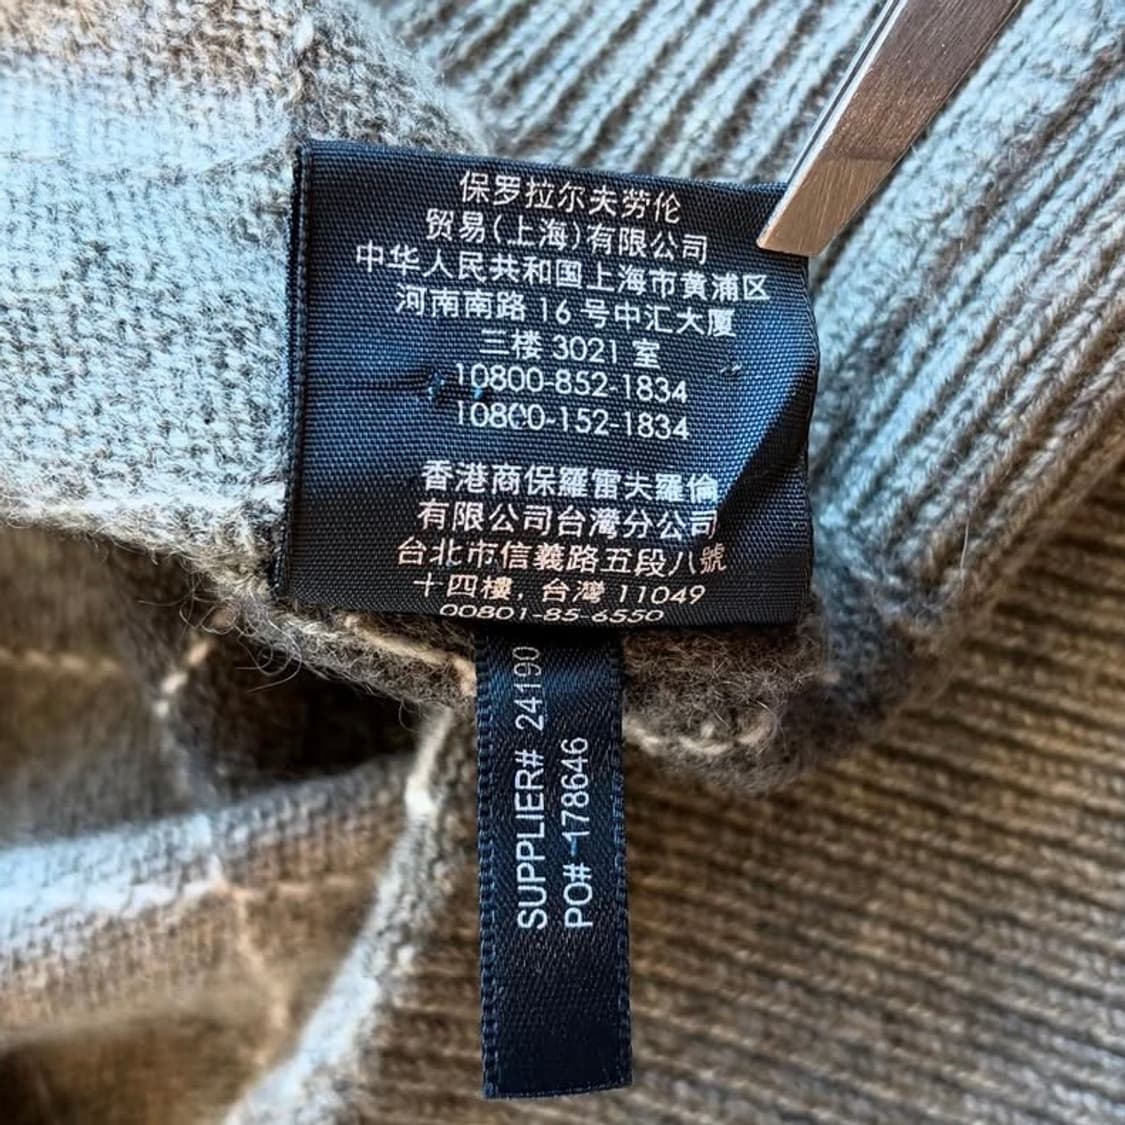 保罗拉尔夫劳伦
贸易(上海)有限公司
中华人民共和国上海市黄浦区
河南南路 16 号中汇大厦
三楼 3021 室
10800-852-1834
10800-152-1834
香港商保羅雷夫羅倫
有限公司台灣分公司
台北市信義路五段八號
十四樓, 台灣 11049
00801-85-6550
SUPPLIER# 24190
PO# 178646